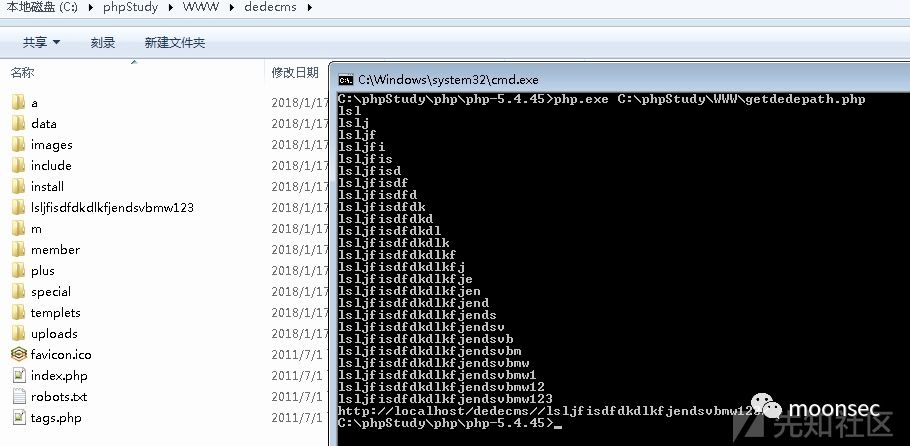 本地磁盘 (C:) ▸ phpStudy ▸ WWW ▸ dedecms ▸
共享 ▼ 刻录 新建文件夹
名称 修改日期
a 2018/1/17
data 2018/1/17
images 2018/1/17
include 2018/1/17
install 2018/1/17
lsljfisdfdkdlkfjendsvbmw123 2018/1/17
m 2018/1/17
member 2018/1/17
plus 2018/1/17
special 2018/1/17
templets 2018/1/17
uploads 2018/1/17
favicon.ico 2011/7/1
index.php 2011/7/1
robots.txt 2011/7/1
tags.php 2011/7/1
C:\Windows\system32\cmd.exe
C:\phpStudy\php\php-5.4.45>php.exe C:\phpStudy\WWW\getdedepath.php
lsl
lslj
lsljf
lsljfi
lsljfis
lsljfisd
lsljfisdf
lsljfisdfd
lsljfisdfdk
lsljfisdfdkd
lsljfisdfdkdl
lsljfisdfdkdlk
lsljfisdfdkdlkf
lsljfisdfdkdlkfj
lsljfisdfdkdlkfje
lsljfisdfdkdlkfjen
lsljfisdfdkdlkfjend
lsljfisdfdkdlkfjends
lsljfisdfdkdlkfjendsv
lsljfisdfdkdlkfjendsvb
lsljfisdfdkdlkfjendsvbm
lsljfisdfdkdlkfjendsvbmw
lsljfisdfdkdlkfjendsvbmw1
lsljfisdfdkdlkfjendsvbmw12
lsljfisdfdkdlkfjendsvbmw123
http://localhost/dedecms//lsljfisdfdkdlkfjendsvbmw123
C:\phpStudy\php\php-5.4.45>_
moonsec
先知社区